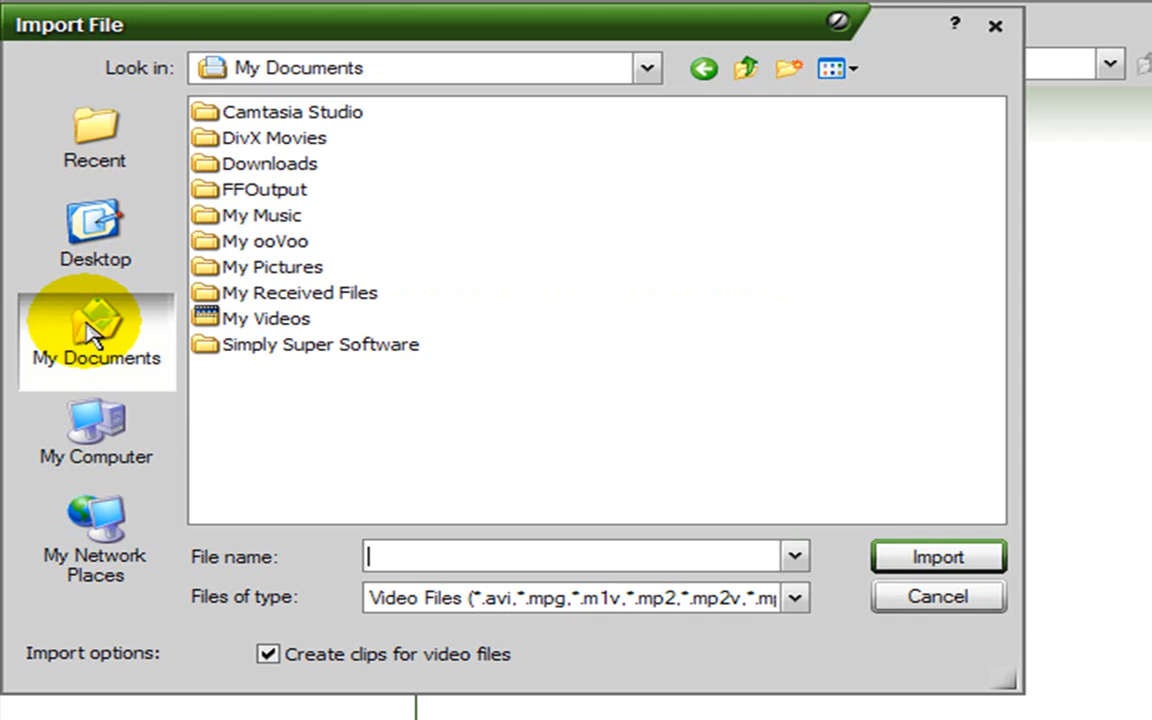 Import File
?
Look in:
My Documents
Recent
Desktop
My Documents
My Computer
My Network
Places
Camtasia Studio
DivX Movies
Downloads
FFOutput
My Music
My ooVoo
My Pictures
My Received Files
My Videos
Simply Super Software
File name:
Import
Files of type:
Video Files (*.avi,*.mpg,*.m1v,*.mp2,*.mp2v,*.mp
Cancel
Import options:
Create clips for video files